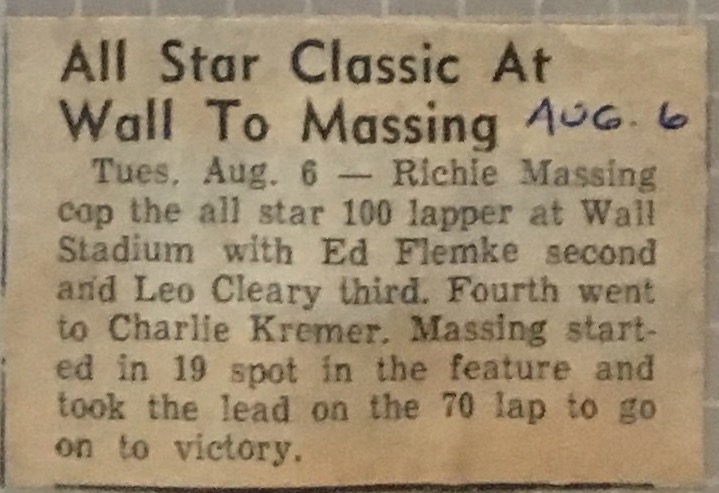 All Star Classic At
Wall To Massing AUG. 6
Tues. Aug. 6 — Richie Massing
cop the all star 100 lapper at Wall
Stadium with Ed Flemke second
and Leo Cleary third. Fourth went
to Charlie Kremer. Massing start-
ed in 19 spot in the feature and
took the lead on the 70 lap to go
on to victory.